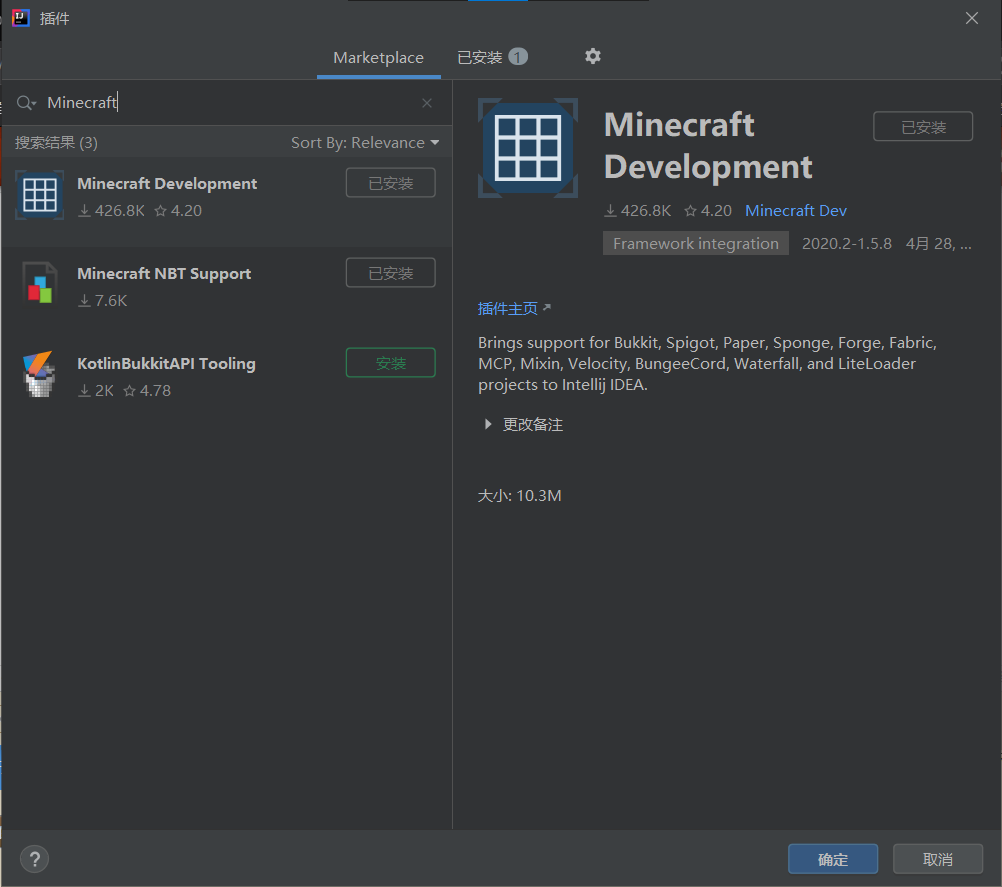 插件
Marketplace 已安装 1
Minecraft
搜索结果 (3) Sort By: Relevance
Minecraft Development 已安装
426.8K 4.20
Minecraft NBT Support 已安装
7.6K
KotlinBukkitAPI Tooling 安装
2K 4.78
Minecraft
Development
已安装
426.8K 4.20 Minecraft Dev
Framework integration 2020.2-1.5.8 4月 28, ...
插件主页
Brings support for Bukkit, Spigot, Paper, Sponge, Forge, Fabric,
MCP, Mixin, Velocity, BungeeCord, Waterfall, and LiteLoader
projects to Intellij IDEA.
更改备注
大小: 10.3M
? 确定 取消